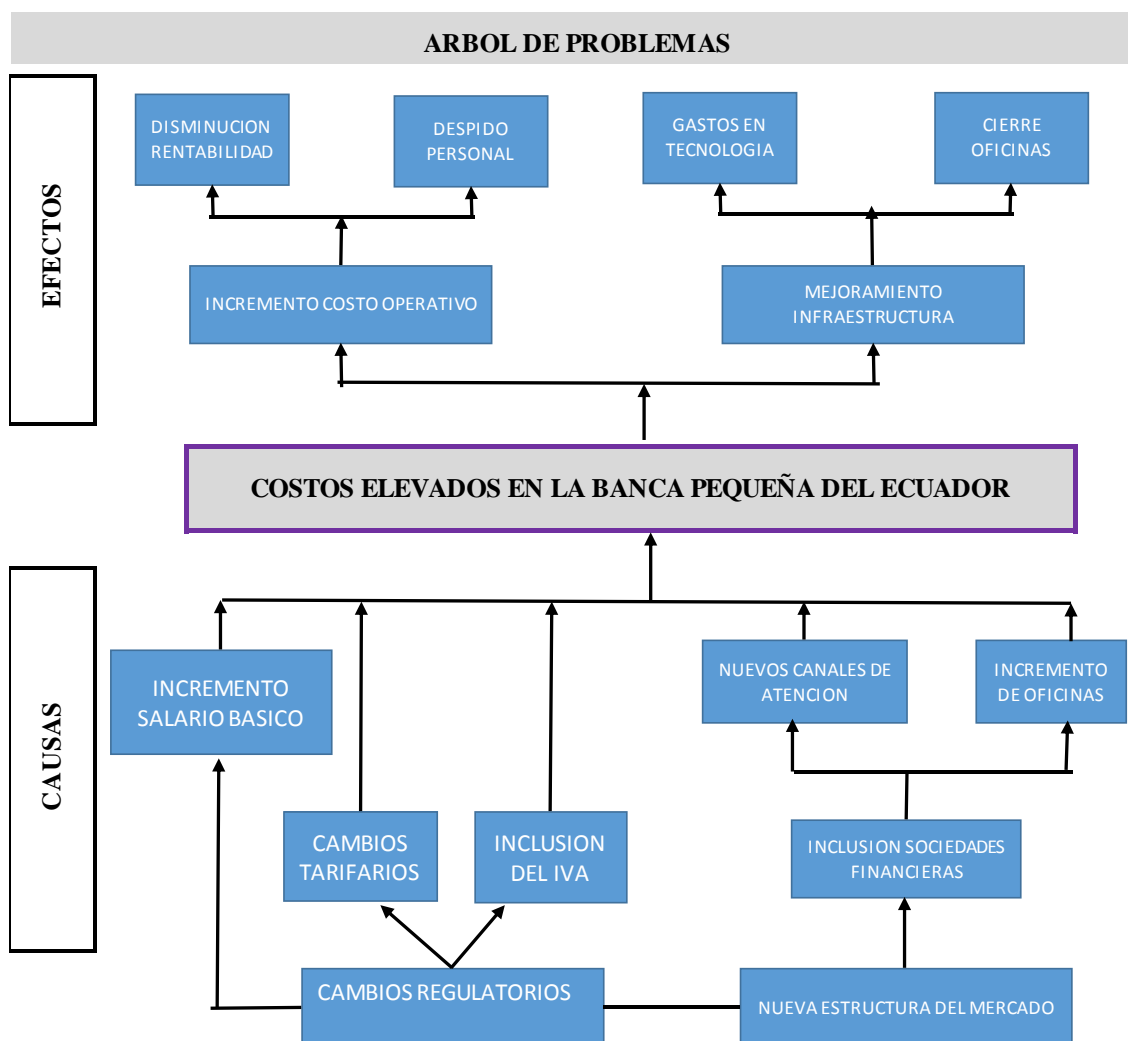 ARBOL DE PROBLEMAS
EFECTOS
DISMINUCION
RENTABILIDAD
DESPIDO
PERSONAL
GASTOS EN
TECNOLOGIA
CIERRE
OFICINAS
INCREMENTO COSTO OPERATIVO
MEJORAMIENTO
INFRAESTRUCTURA
COSTOS ELEVADOS EN LA BANCA PEQUEÑA DEL ECUADOR
CAUSAS
INCREMENTO
SALARIO BASICO
NUEVOS CANALES DE
ATENCION
INCREMENTO
DE OFICINAS
CAMBIOS
TARIFARIOS
INCLUSION
DEL IVA
INCLUSION SOCIEDADES
FINANCIERAS
CAMBIOS REGULATORIOS
NUEVA ESTRUCTURA DEL MERCADO